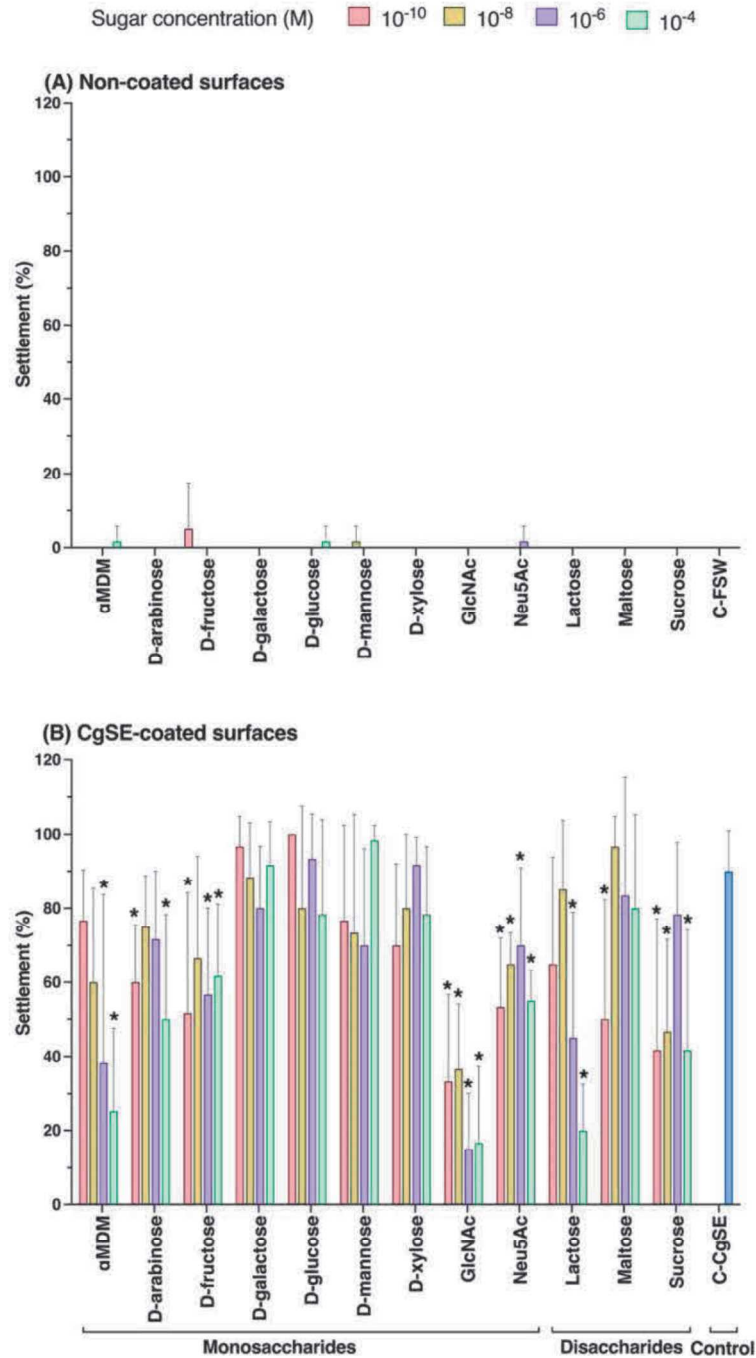 Sugar concentration (M) 10⁻¹⁰ 10⁻⁸ 10⁻⁶ 10⁻⁴
(A) Non-coated surfaces
120
100
80
60
40
20
0
Settlement (%)
αMDM
D-arabinose
D-fructose
D-galactose
D-glucose
D-mannose
D-xylose
GlcNAc
Neu5Ac
Lactose
Maltose
Sucrose
C-FSW
(B) CgSE-coated surfaces
120
100
80
60
40
20
0
Settlement (%)
* *
* *
* * *
* * * *
* * * *
* *
*
* * *
αMDM
D-arabinose
D-fructose
D-galactose
D-glucose
D-mannose
D-xylose
GlcNAc
Neu5Ac
Lactose
Maltose
Sucrose
C-CgSE
Monosaccharides Disaccharides Control